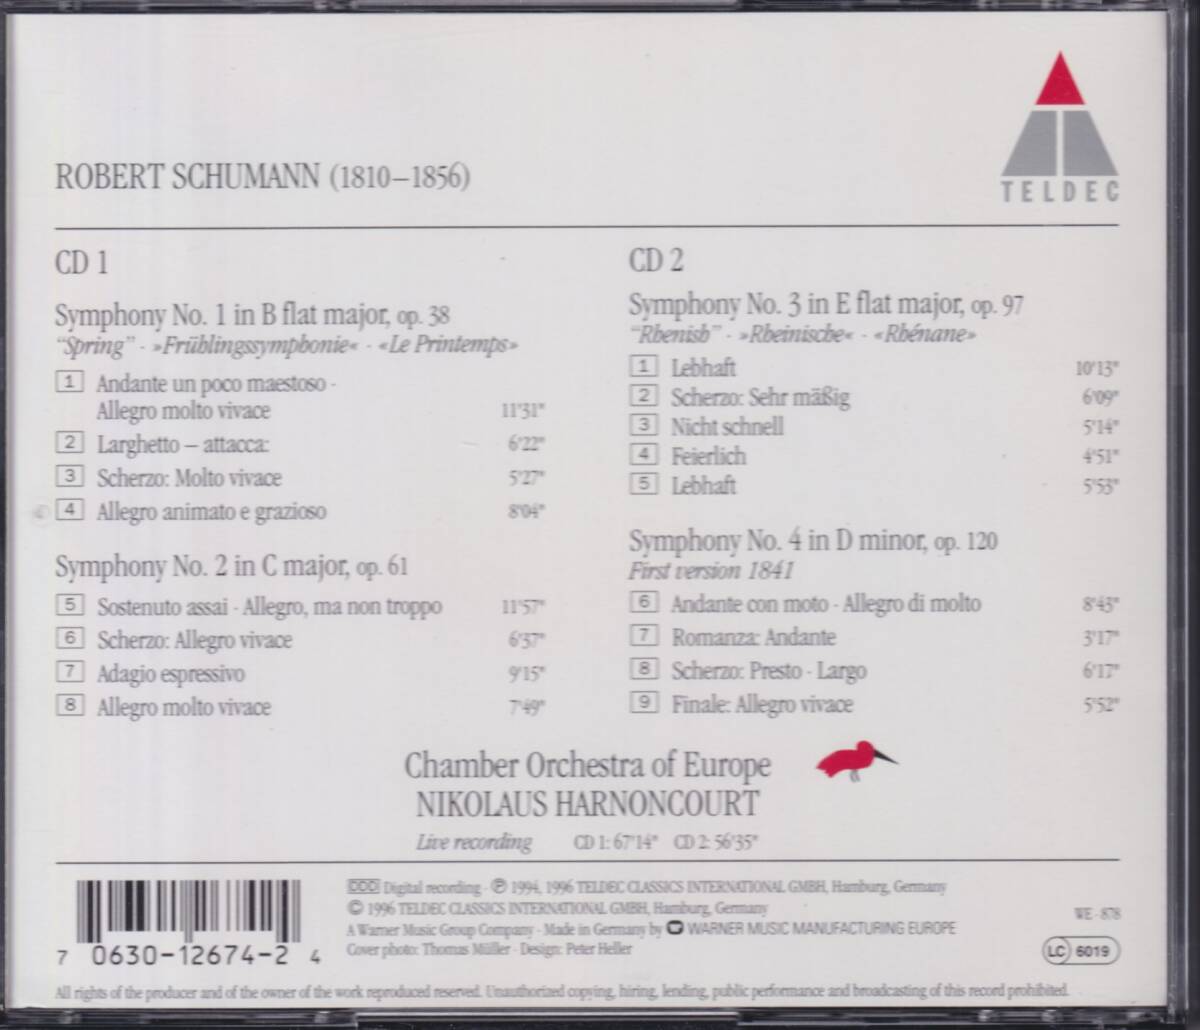 TELDEC
ROBERT SCHUMANN (1810–1856)
CD 1
Symphony No. 1 in B flat major, op. 38
“Spring” · »Frühlingssymphonie« · «Le Printemps»
1 Andante un poco maestoso ·
Allegro molto vivace 11'31"
2 Larghetto – attacca: 6'22"
3 Scherzo: Molto vivace 5'27"
4 Allegro animato e grazioso 8'04"
Symphony No. 2 in C major, op. 61
5 Sostenuto assai · Allegro, ma non troppo 11'57"
6 Scherzo: Allegro vivace 6'37"
7 Adagio espressivo 9'15"
8 Allegro molto vivace 7'49"
CD 2
Symphony No. 3 in E flat major, op. 97
“Rhenish” · »Rheinische« · «Rhénane»
1 Lebhaft 10'13"
2 Scherzo: Sehr mäßig 6'09"
3 Nicht schnell 5'14"
4 Feierlich 4'51"
5 Lebhaft 5'53"
Symphony No. 4 in D minor, op. 120
First version 1841
6 Andante con moto · Allegro di molto 8'43"
7 Romanza: Andante 3'17"
8 Scherzo: Presto · Largo 6'17"
9 Finale: Allegro vivace 5'52"
Chamber Orchestra of Europe
NIKOLAUS HARNONCOURT
Live recording CD 1: 67'14" CD 2: 56'35"
7 0630-12674-2 4
DDD Digital recording · ℗ 1994, 1996 TELDEC CLASSICS INTERNATIONAL GMBH, Hamburg, Germany
© 1996 TELDEC CLASSICS INTERNATIONAL GMBH, Hamburg, Germany
A Warner Music Group Company · Made in Germany by WARNER MUSIC MANUFACTURING EUROPE
Cover photo: Thomas Müller · Design: Peter Heller
WE · 878
LC 6019
All rights of the producer and of the owner of the work reproduced reserved. Unauthorized copying, hiring, lending, public performance and broadcasting of this record prohibited.